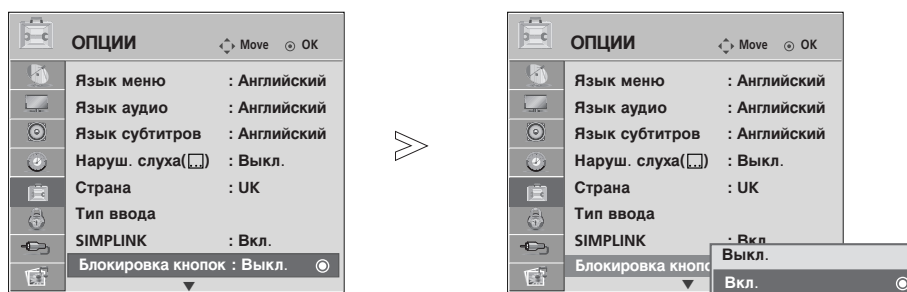 ОПЦИИ Move OK
Язык меню : Английский
Язык аудио : Английский
Язык субтитров : Английский
Наруш. слуха( ) : Выкл.
Страна : UK
Тип ввода
SIMPLINK : Вкл.
Блокировка кнопок : Выкл.
ОПЦИИ Move OK
Язык меню : Английский
Язык аудио : Английский
Язык субтитров : Английский
Наруш. слуха( ) : Выкл.
Страна : UK
Тип ввода
SIMPLINK : Вкл.
Блокировка кнопо
Выкл.
Вкл.